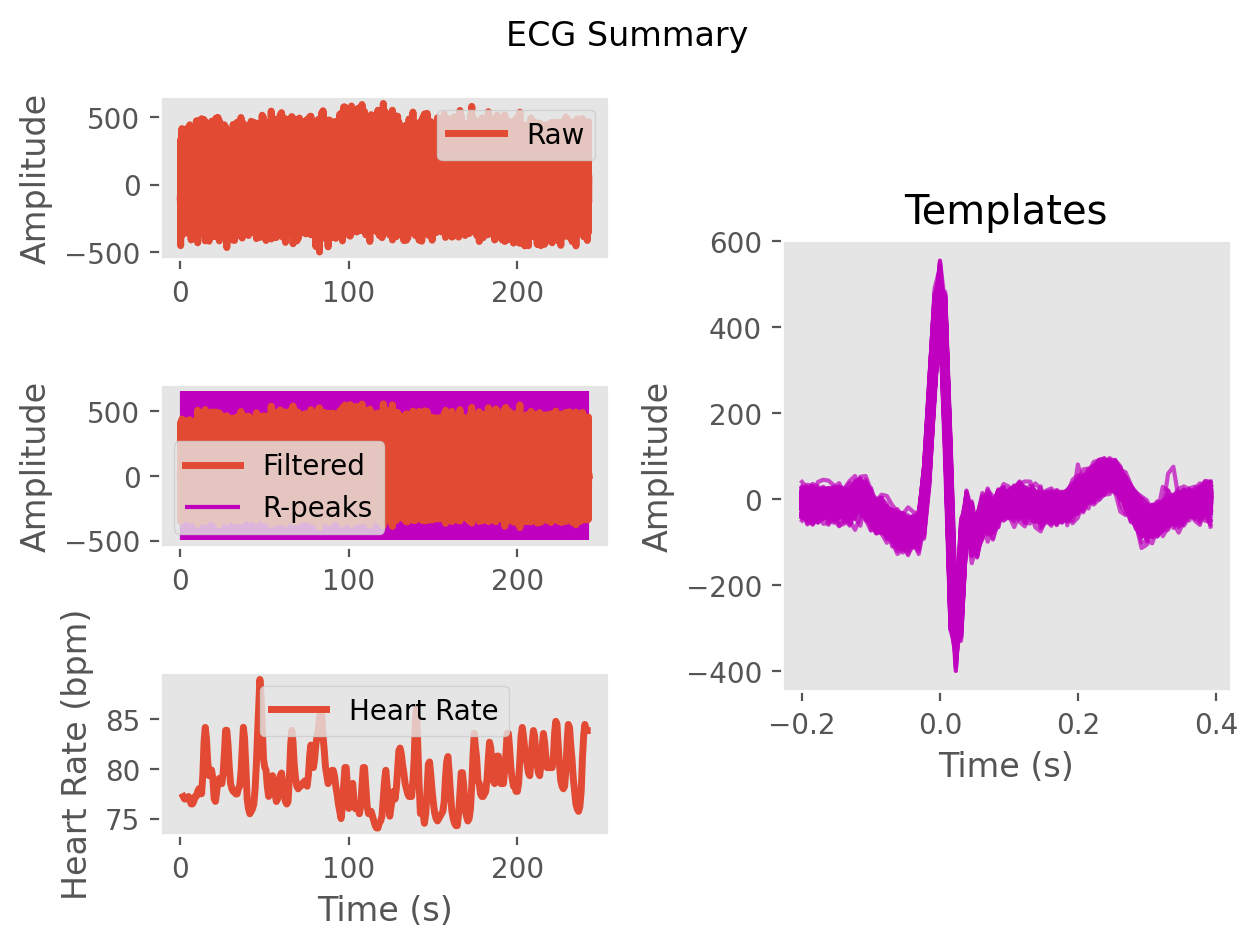 ECG Summary
Amplitude
500
0
−500
Raw
0 100 200
Amplitude
500
0
−500
Filtered
R-peaks
0 100 200
Heart Rate (bpm)
85
80
75
Heart Rate
0 100 200
Time (s)
Templates
Amplitude
600
400
200
0
−200
−400
−0.2 0.0 0.2 0.4
Time (s)